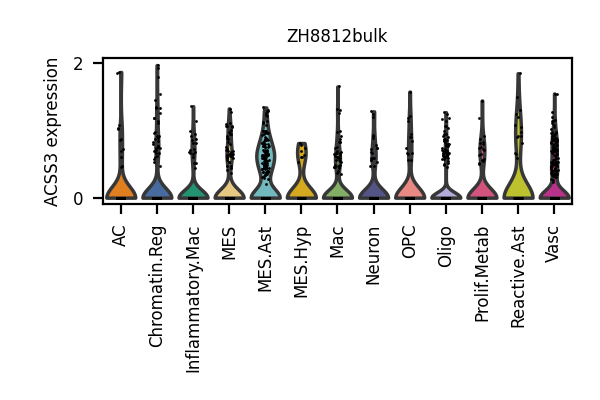 ZH8812bulk
ACSS3 expression
2
0
AC
Chromatin.Reg
Inflammatory.Mac
MES
MES.Ast
MES.Hyp
Mac
Neuron
OPC
Oligo
Prolif.Metab
Reactive.Ast
Vasc